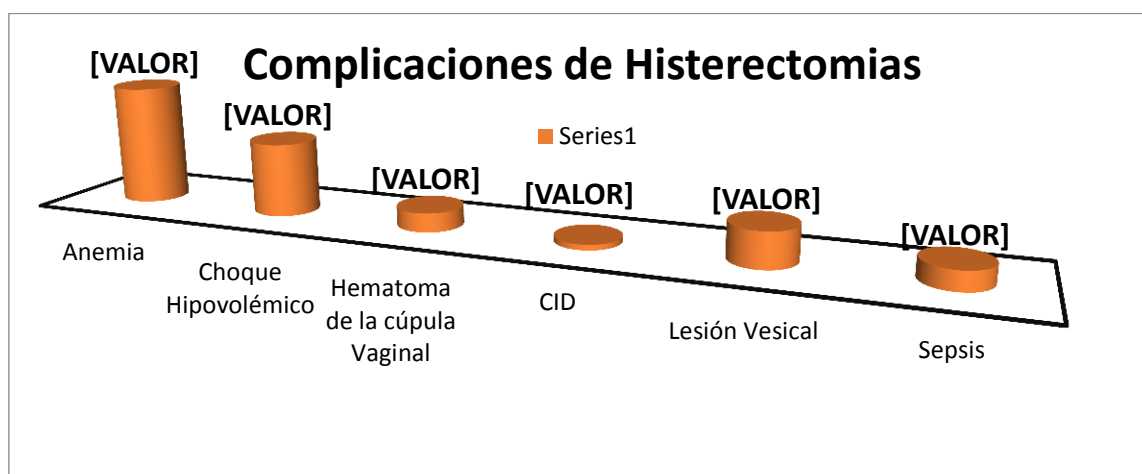 Complicaciones de Histerectomias
[VALOR]
[VALOR]
Series1
[VALOR]
[VALOR]
[VALOR]
[VALOR]
Anemia
Choque
Hipovolémico
Hematoma
de la cúpula
Vaginal
CID
Lesión Vesical
Sepsis